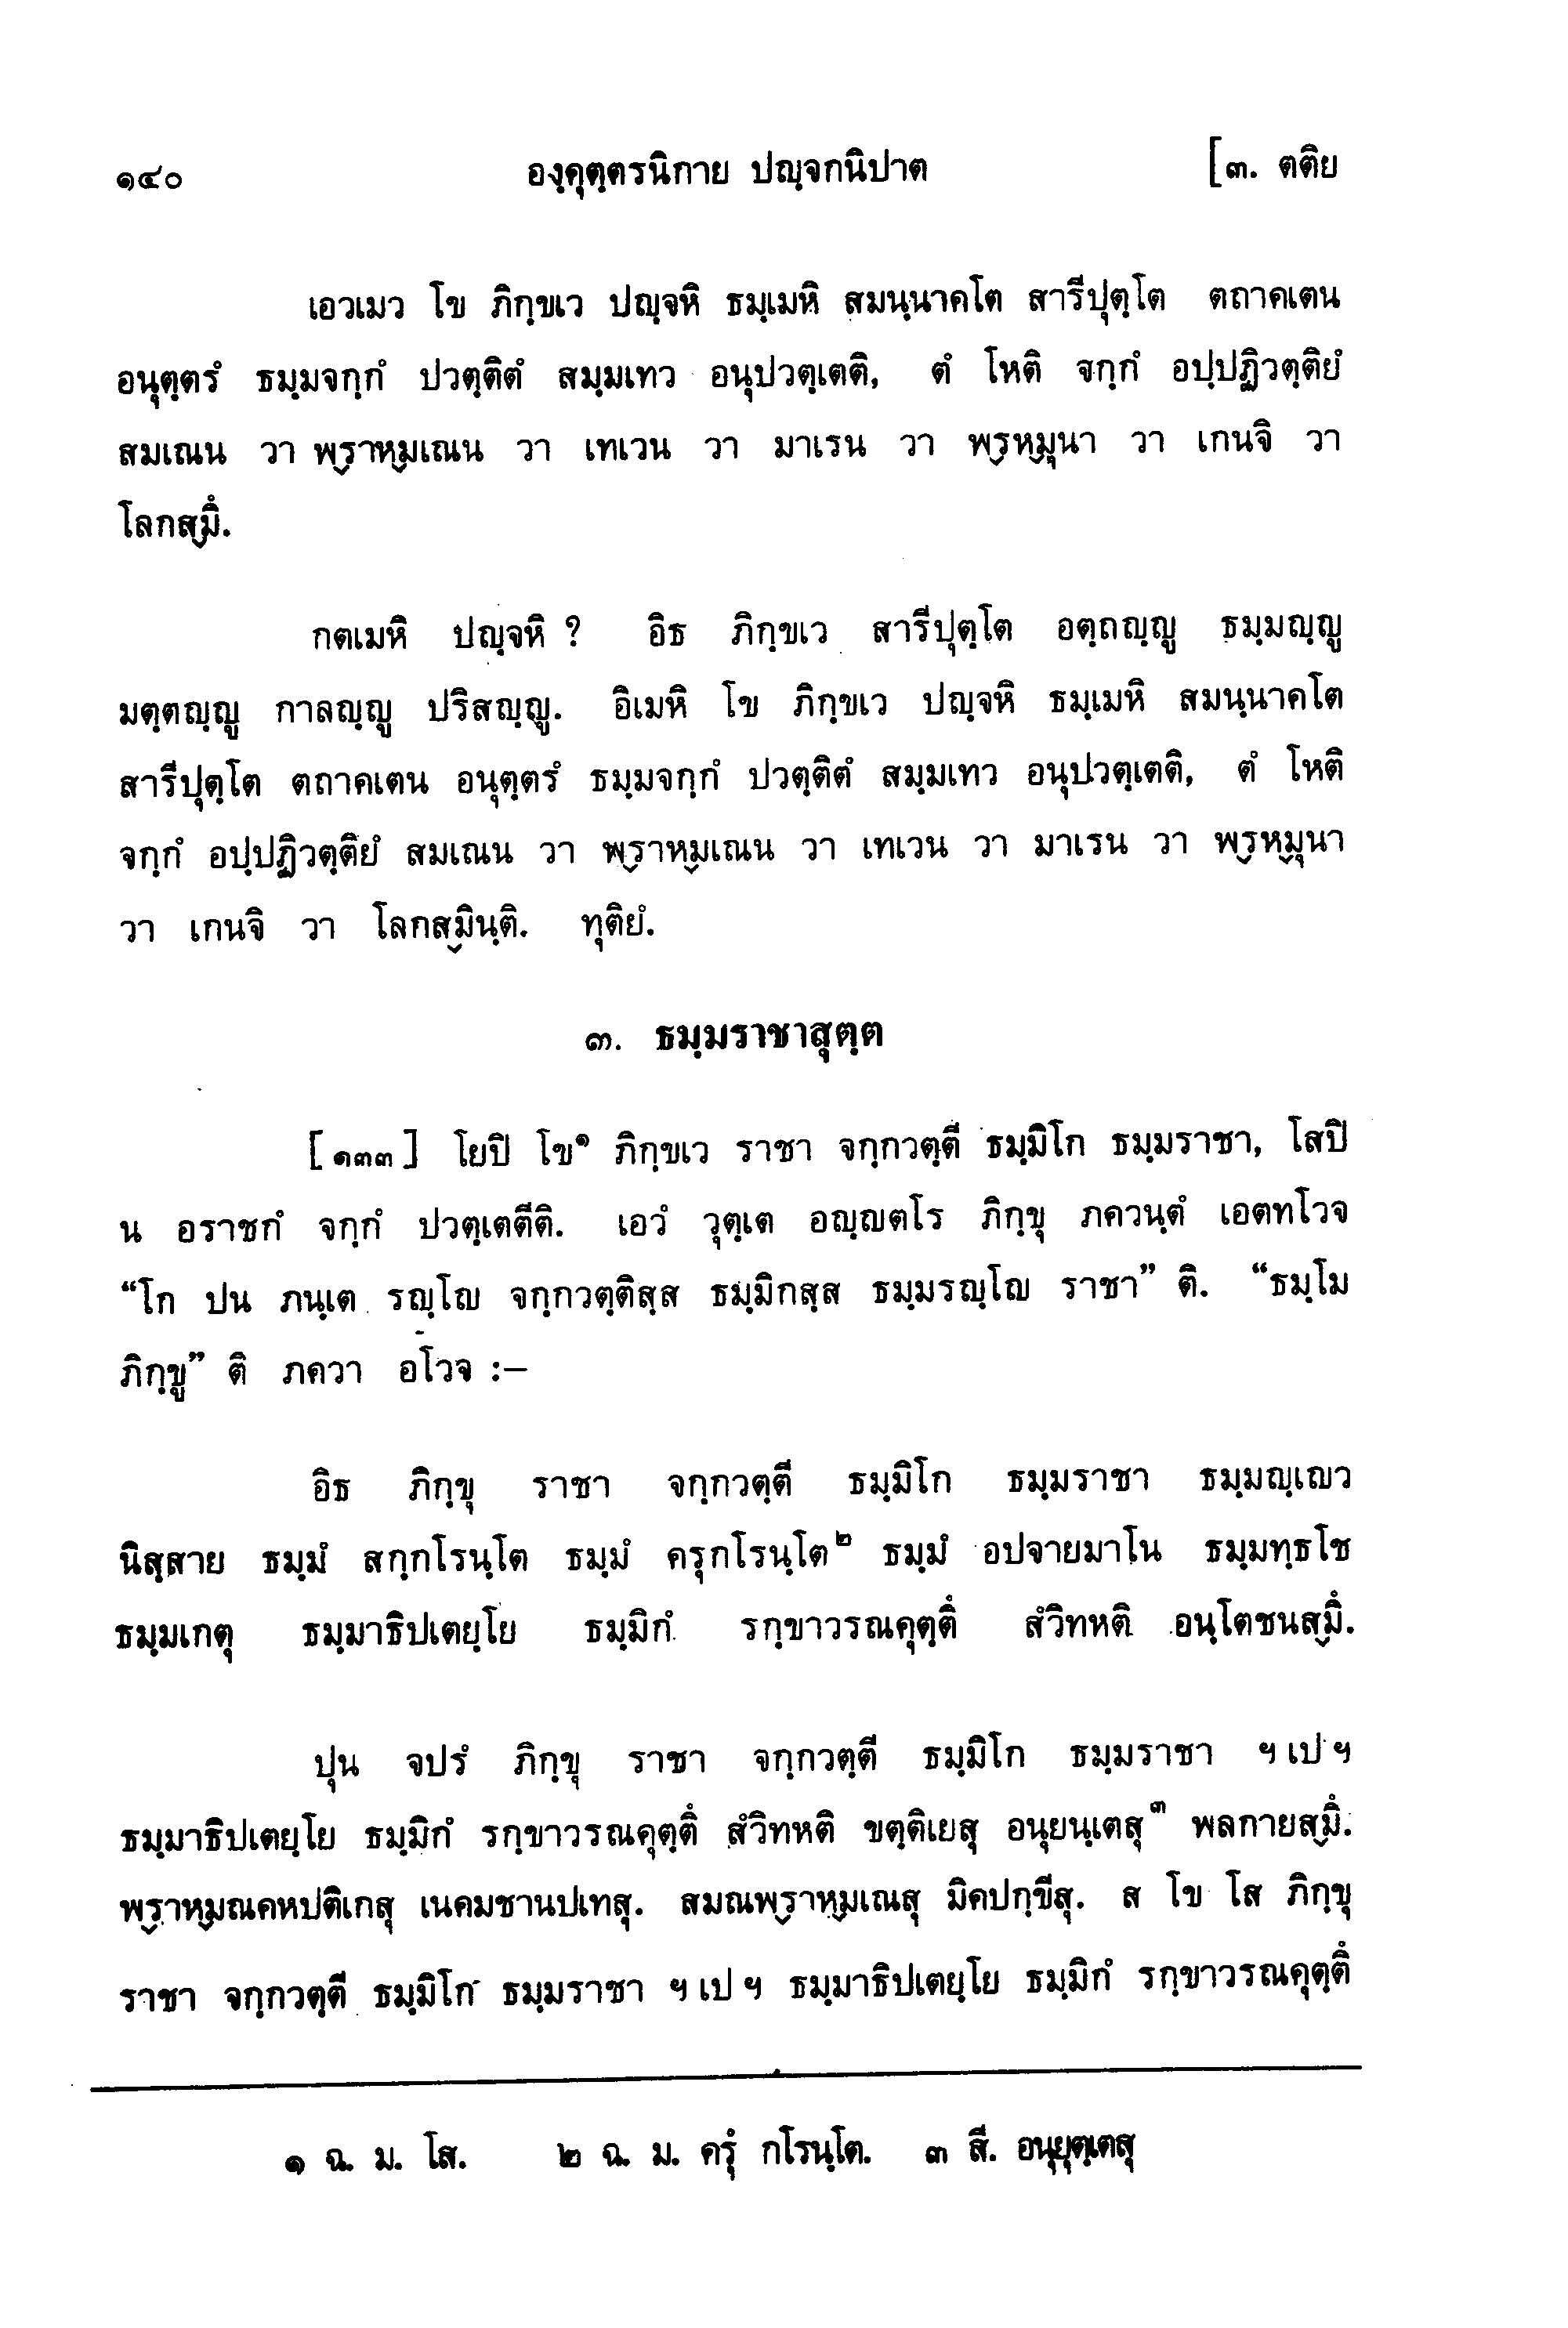 ๑๔๐ องฺคุตฺตรนิกาย ปญฺจกนิปาต [๓. ตติย
เอวเมว โข ภิกฺขเว ปญฺจหิ ธมฺเมหิ สมนฺนาคโต สารีปุตฺโต ตถาคเตน
อนุตฺตรํ ธมฺมจกฺกํ ปวตฺติตํ สมฺมเทว อนุปวตฺเตติ, ตํ โหติ จกฺกํ อปฺปฏิวตฺติยํ
สมเณน วา พฺราหฺมเณน วา เทเวน วา มาเรน วา พฺรหฺมุนา วา เกนจิ วา
โลกสฺมิํ.
กตเมหิ ปญฺจหิ ? อิธ ภิกฺขเว สารีปุตฺโต อตฺถญฺญู ธมฺมญฺญู
มตฺตญฺญู กาลญฺญู ปริสญฺญู. อิเมหิ โข ภิกฺขเว ปญฺจหิ ธมฺเมหิ สมนฺนาคโต
สารีปุตฺโต ตถาคเตน อนุตฺตรํ ธมฺมจกฺกํ ปวตฺติตํ สมฺมเทว อนุปวตฺเตติ, ตํ โหติ
จกฺกํ อปฺปฏิวตฺติยํ สมเณน วา พฺราหฺมเณน วา เทเวน วา มาเรน วา พฺรหฺมุนา
วา เกนจิ วา โลกสฺมินฺติ. ทุติยํ.
๓. ธมฺมราชาสุตฺต
[๑๓๓] โยปิ โข๑ ภิกฺขเว ราชา จกฺกวตฺตี ธมฺมิโก ธมฺมราชา, โสปิ
น อราชกํ จกฺกํ ปวตฺเตตีติ. เอวํ วุตฺเต อญฺญตโร ภิกฺขุ ภควนฺตํ เอตทโวจ
“โก ปน ภนฺเต รญฺโญ จกฺกวตฺติสฺส ธมฺมิกสฺส ธมฺมรญฺโญ ราชา” ติ. “ธมฺโม
ภิกฺขู” ติ ภควา อโวจ :–
อิธ ภิกฺขุ ราชา จกฺกวตฺตี ธมฺมิโก ธมฺมราชา ธมฺมญฺเญว
นิสฺสาย ธมฺมํ สกฺกโรนฺโต ธมฺมํ ครุกโรนฺโต๒ ธมฺมํ อปจายมาโน ธมฺมทฺธโช
ธมฺมเกตุ ธมฺมาธิปเตยฺโย ธมฺมิกํ รกฺขาวรณคุตฺติํ สํวิทหติ อนฺโตชนสฺมิํ.
ปุน จปรํ ภิกฺขุ ราชา จกฺกวตฺตี ธมฺมิโก ธมฺมราชา ฯ เป ฯ
ธมฺมาธิปเตยฺโย ธมฺมิกํ รกฺขาวรณคุตฺติํ สํวิทหติ ขตฺติเยสุ อนุยนฺเตสุ๓ พลกายสฺมิํ.
พฺราหฺมณคหปติเกสุ เนคมชานปเทสุ. สมณพฺราหฺมเณสุ มิคปกฺขีสุ. ส โข โส ภิกฺขุ
ราชา จกฺกวตฺตี ธมฺมิโก ธมฺมราชา ฯ เป ฯ ธมฺมาธิปเตยฺโย ธมฺมิกํ รกฺขาวรณคุตฺติํ
๑ ฉ. ม. โส. ๒ ฉ. ม. ครุํ กโรนฺโต. ๓ สี. อนุยุตฺเตสุ